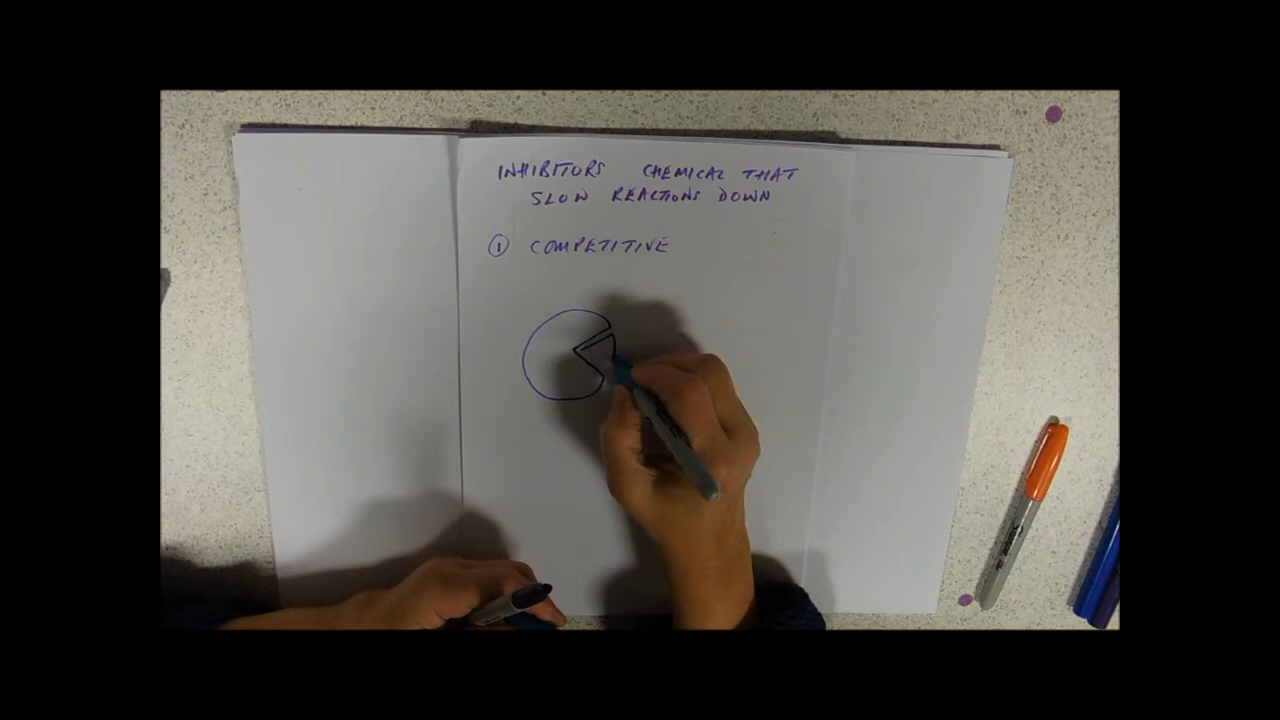 INHIBITORS CHEMICAL THAT
SLOW REACTIONS DOWN
① COMPETITIVE